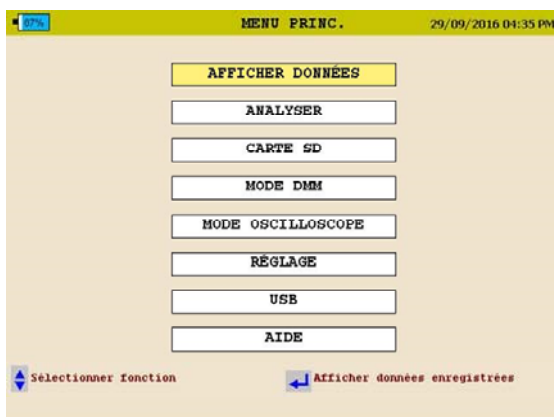 87% MENU PRINC. 29/09/2016 04:35 PM
AFFICHER DONNÉES
ANALYSER
CARTE SD
MODE DMM
MODE OSCILLOSCOPE
RÉGLAGE
USB
AIDE
Sélectionner fonction Afficher données enregistrées